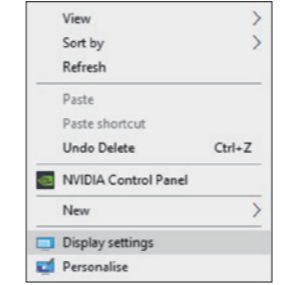 View
Sort by
Refresh
Paste
Paste shortcut
Undo Delete Ctrl+Z
NVIDIA Control Panel
New
Display settings
Personalise